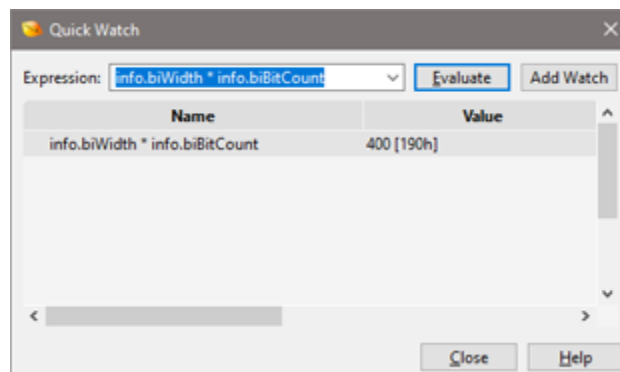 Quick Watch
Expression: info.biWidth * info.biBitCount Evaluate Add Watch
Name Value
info.biWidth * info.biBitCount 400 [190h]
Close Help